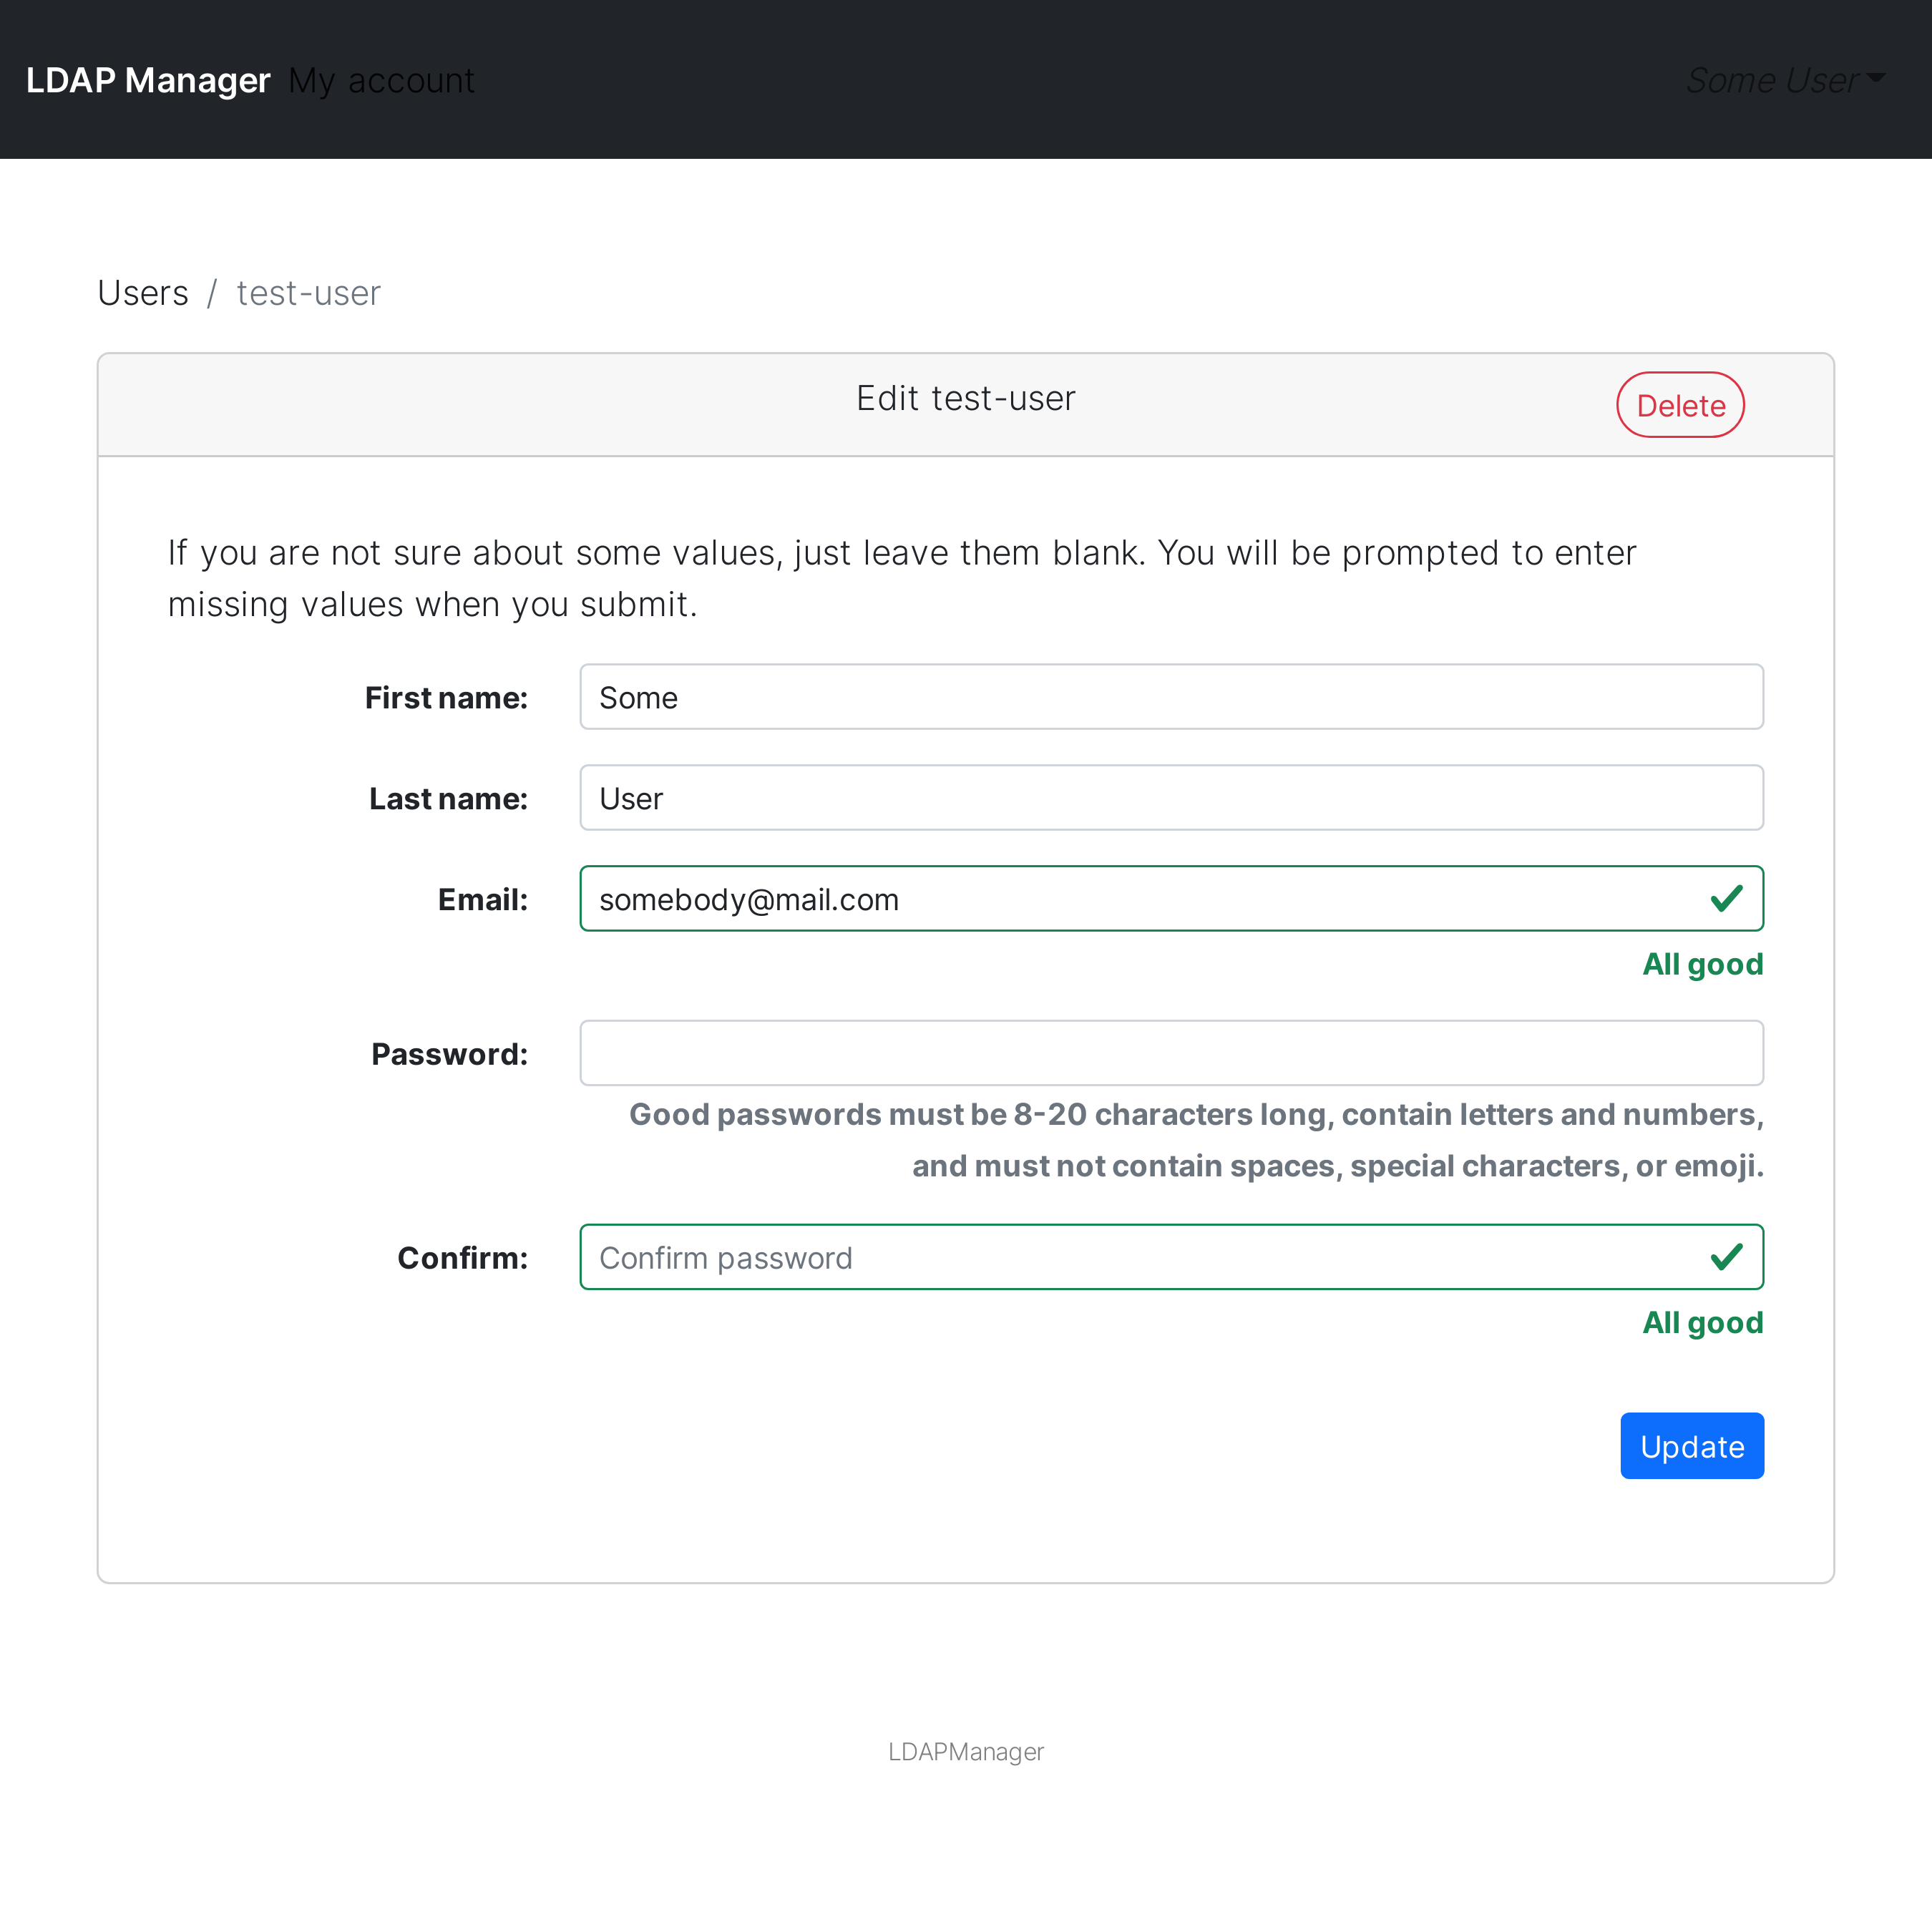 LDAP Manager My account Some User
Users / test-user
Edit test-user Delete
If you are not sure about some values, just leave them blank. You will be prompted to enter
missing values when you submit.
First name: Some
Last name: User
Email: somebody@mail.com
All good
Password:
Good passwords must be 8-20 characters long, contain letters and numbers,
and must not contain spaces, special characters, or emoji.
Confirm: Confirm password
All good
Update
LDAPManager